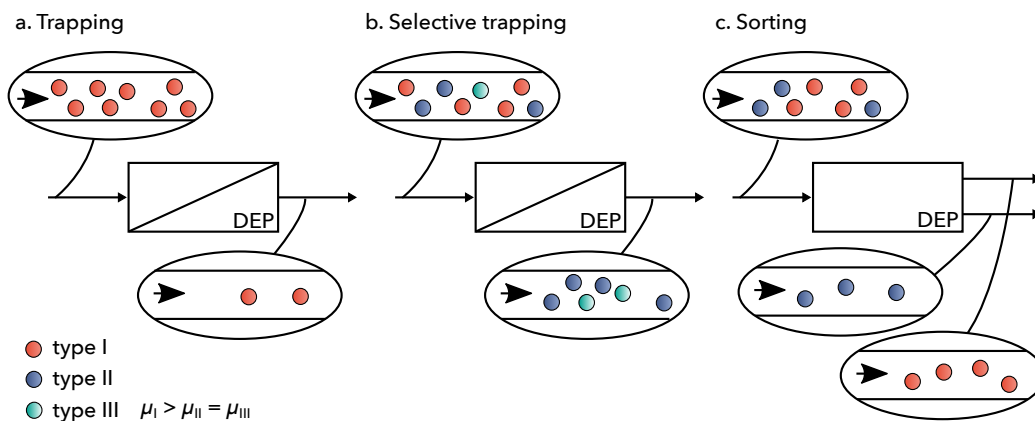 a. Trapping
b. Selective trapping
c. Sorting
DEP
DEP
DEP
type I
type II
type III μI > μII = μIII